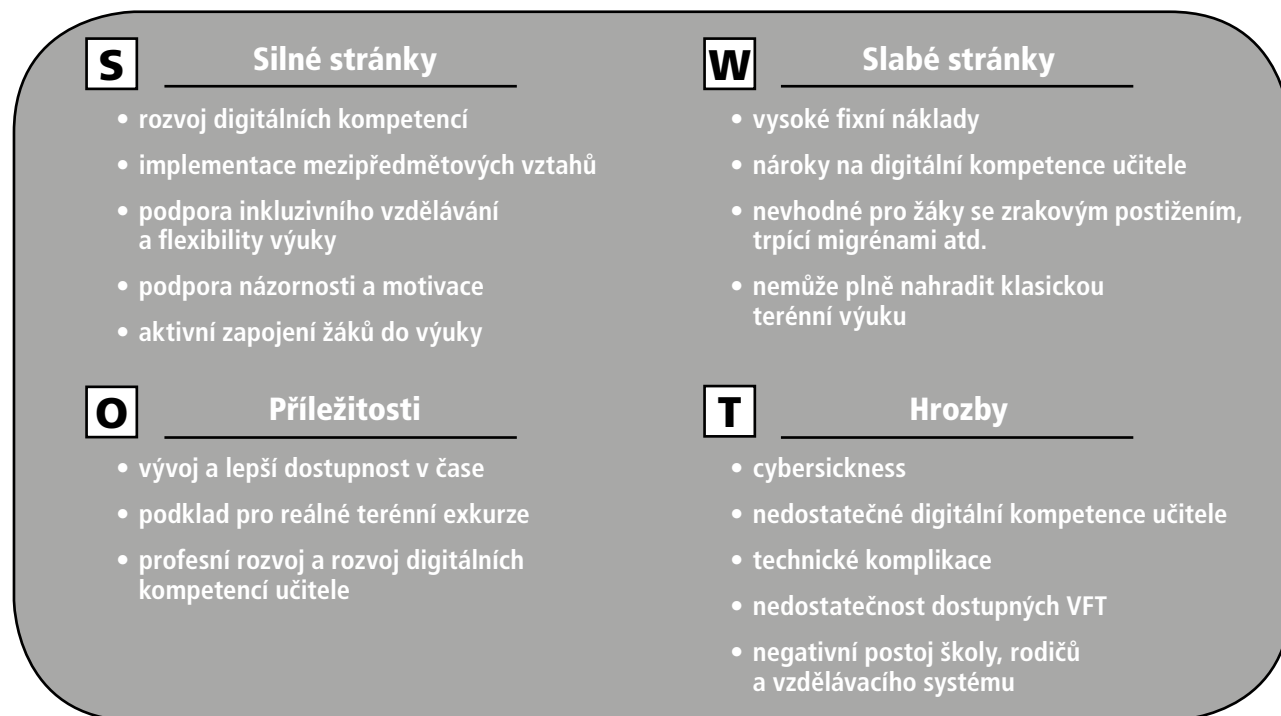 S Silné stránky
• rozvoj digitálních kompetencí
• implementace mezipředmětových vztahů
• podpora inkluzivního vzdělávání
a flexibility výuky
• podpora názornosti a motivace
• aktivní zapojení žáků do výuky
W Slabé stránky
• vysoké fixní náklady
• nároky na digitální kompetence učitele
• nevhodné pro žáky se zrakovým postižením,
trpící migrénami atd.
• nemůže plně nahradit klasickou
terénní výuku
O Příležitosti
• vývoj a lepší dostupnost v čase
• podklad pro reálné terénní exkurze
• profesní rozvoj a rozvoj digitálních
kompetencí učitele
T Hrozby
• cybersickness
• nedostatečné digitální kompetence učitele
• technické komplikace
• nedostatečnost dostupných VFT
• negativní postoj školy, rodičů
a vzdělávacího systému